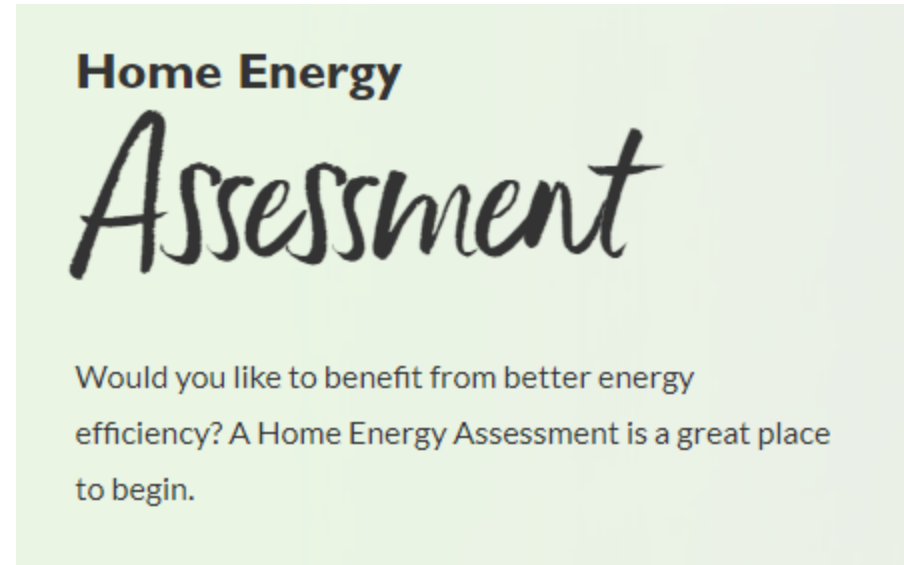 Home Energy
Assessment
Would you like to benefit from better energy
efficiency? A Home Energy Assessment is a great place
to begin.